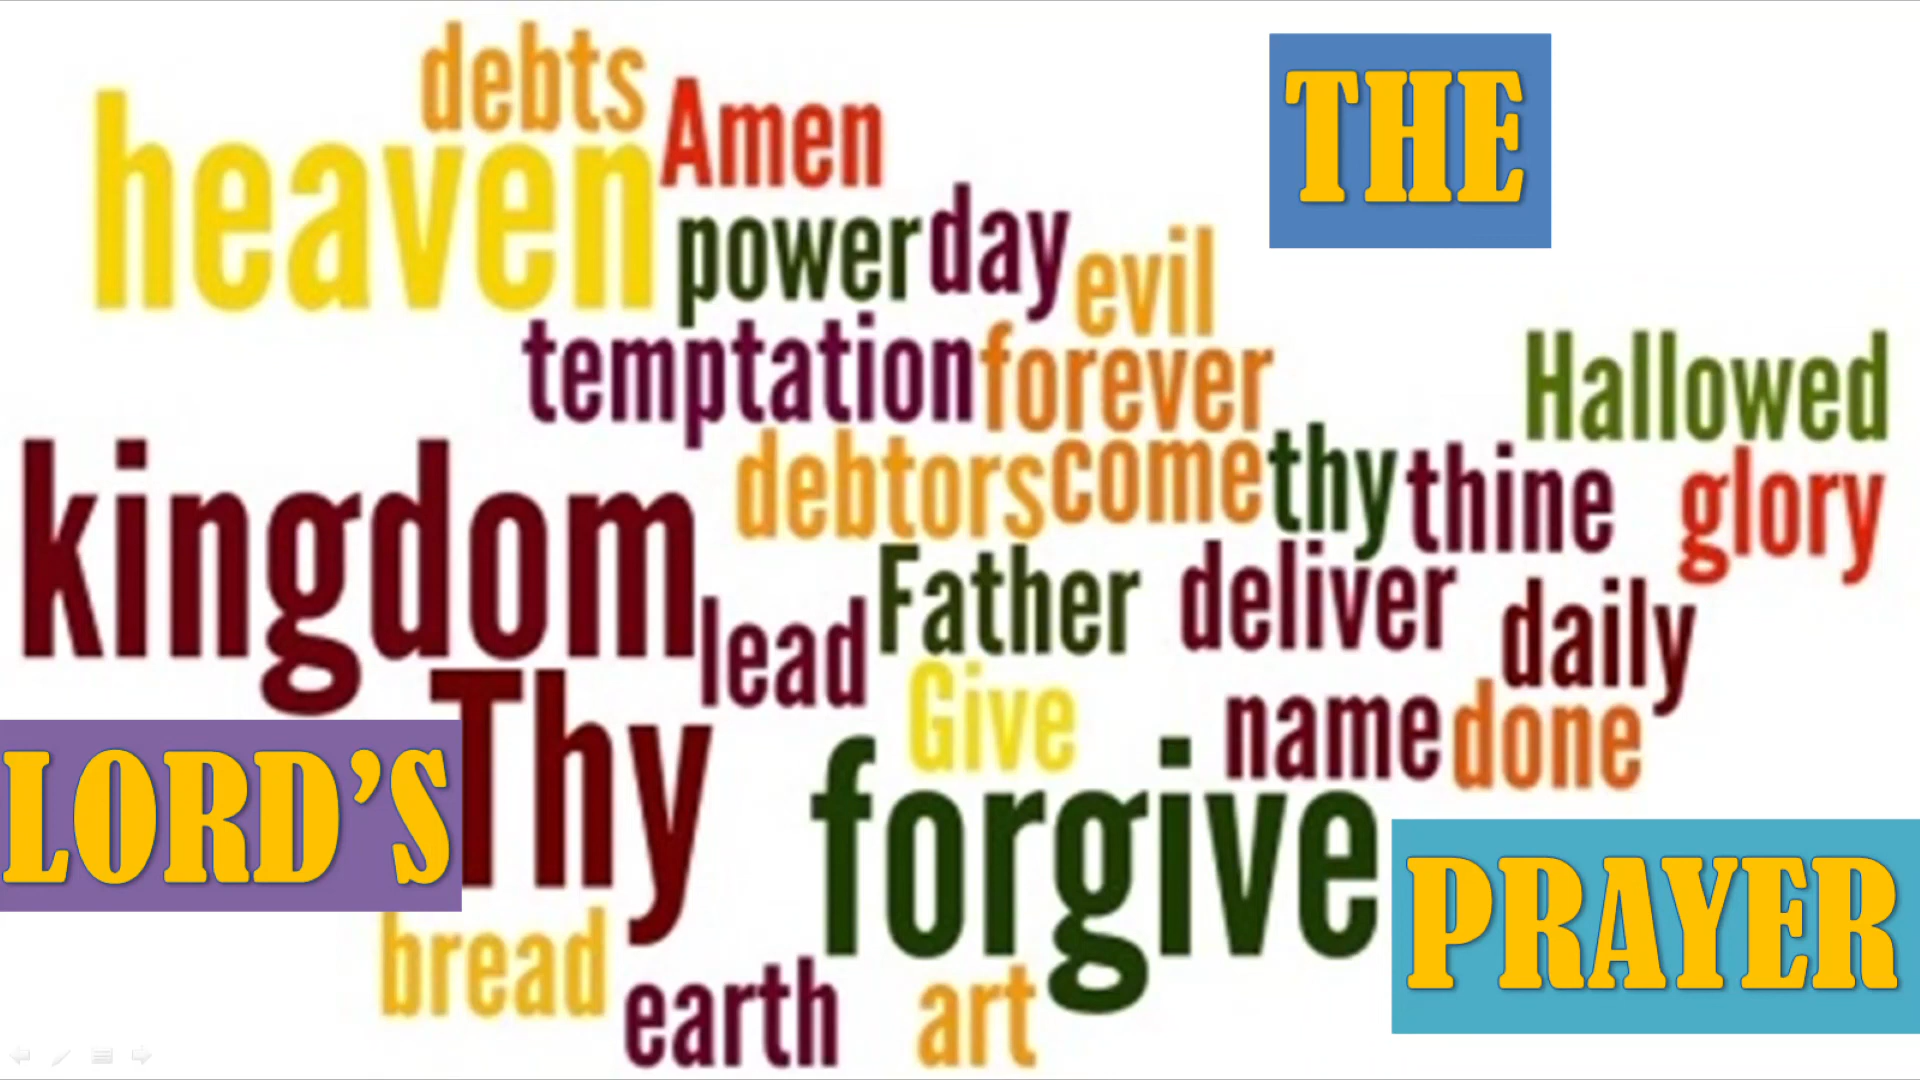 debts
THE
heaven
Amen
power
day
evil
temptation
forever
Hallowed
kingdom
debtors
come
thy
thine
glory
lead
Father
deliver
daily
Thy
Give
name
done
LORD'S
forgive
PRAYER
bread
earth
art